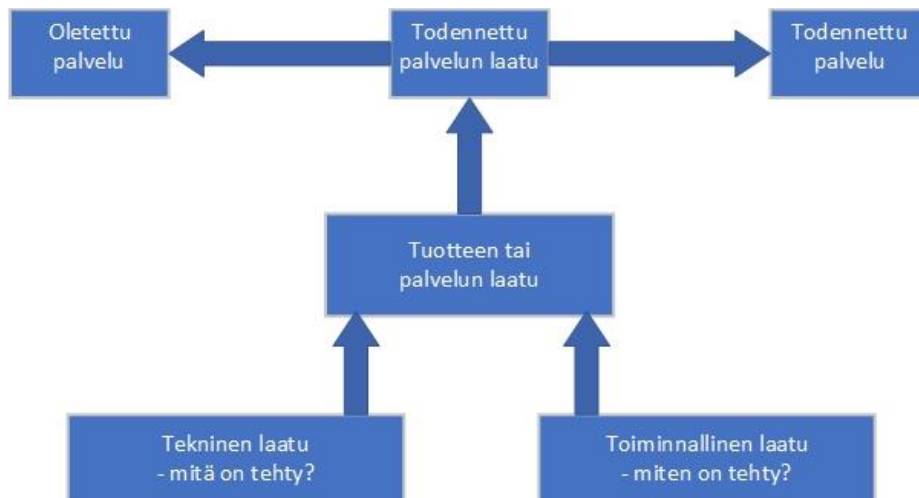 Oletettu
palvelu
Todennettu
palvelun laatu
Todennettu
palvelu
Tuotteen tai
palvelun laatu
Tekninen laatu
- mitä on tehty?
Toiminnallinen laatu
- miten on tehty?